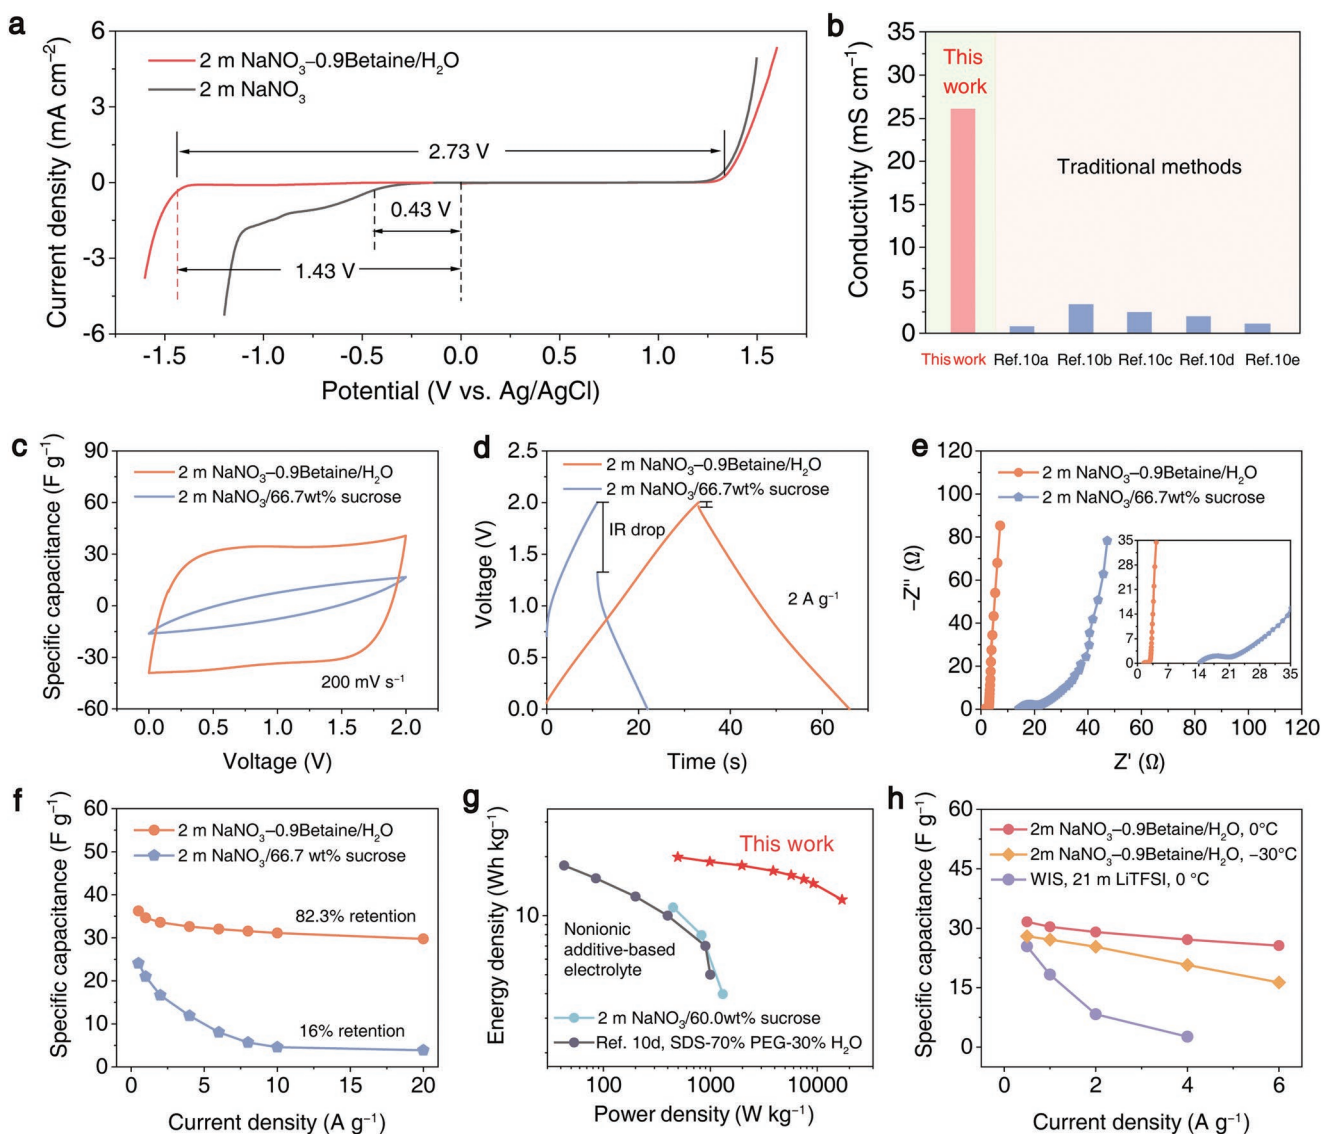 a
6
3
0
-3
-6
Current density (mA cm⁻²)
2 m NaNO₃–0.9Betaine/H₂O
2 m NaNO₃
2.73 V
0.43 V
1.43 V
-1.5 -1.0 -0.5 0.0 0.5 1.0 1.5
Potential (V vs. Ag/AgCl)
b
35
30
25
20
15
10
5
0
Conductivity (mS cm⁻¹)
This
work
Traditional methods
This work Ref.10a Ref.10b Ref.10c Ref.10d Ref.10e
c
90
60
30
0
-30
-60
Specific capacitance (F g⁻¹)
2 m NaNO₃–0.9Betaine/H₂O
2 m NaNO₃/66.7wt% sucrose
200 mV s⁻¹
0.0 0.5 1.0 1.5 2.0
Voltage (V)
d
2.5
2.0
1.5
1.0
0.5
0.0
Voltage (V)
2 m NaNO₃–0.9Betaine/H₂O
2 m NaNO₃/66.7wt% sucrose
IR drop
2 A g⁻¹
0 20 40 60
Time (s)
e
120
100
80
60
40
20
0
–Z'' (Ω)
2 m NaNO₃–0.9Betaine/H₂O
2 m NaNO₃/66.7wt% sucrose
35
28
21
14
7
0
0 7 14 21 28 35
0 20 40 60 80 100 120
Z' (Ω)
f
60
50
40
30
20
10
0
Specific capacitance (F g⁻¹)
2 m NaNO₃–0.9Betaine/H₂O
2 m NaNO₃/66.7 wt% sucrose
82.3% retention
16% retention
0 5 10 15 20
Current density (A g⁻¹)
g
10
Energy density (Wh kg⁻¹)
This work
Nonionic
additive-based
electrolyte
2 m NaNO₃/60.0wt% sucrose
Ref. 10d, SDS-70% PEG-30% H₂O
100 1000 10000
Power density (W kg⁻¹)
h
60
45
30
15
0
Specific capacitance (F g⁻¹)
2m NaNO₃–0.9Betaine/H₂O, 0°C
2m NaNO₃–0.9Betaine/H₂O, −30°C
WIS, 21 m LiTFSI, 0 °C
0 2 4 6
Current density (A g⁻¹)